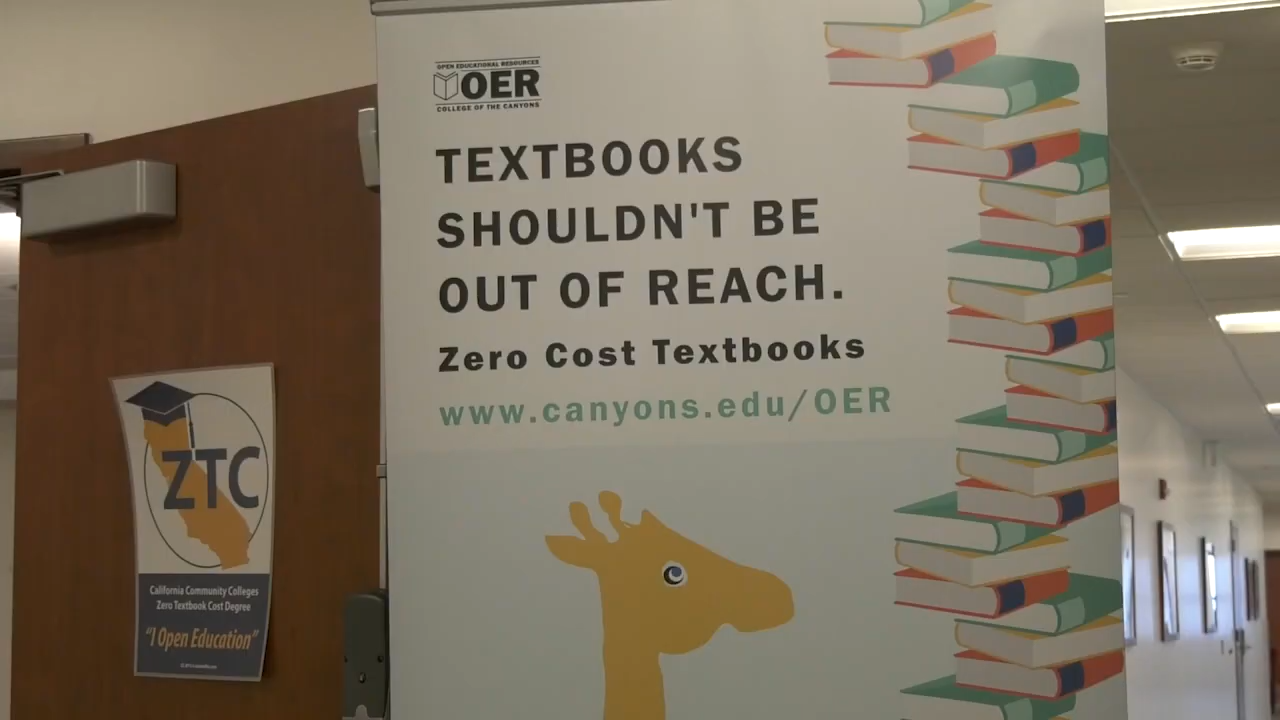 OPEN EDUCATIONAL RESOURCES
OER
COLLEGE OF THE CANYONS
TEXTBOOKS
SHOULDN'T BE
OUT OF REACH.
Zero Cost Textbooks
www.canyons.edu/OER
ZTC
California Community Colleges
Zero Textbook Cost Degree
"I Open Education"